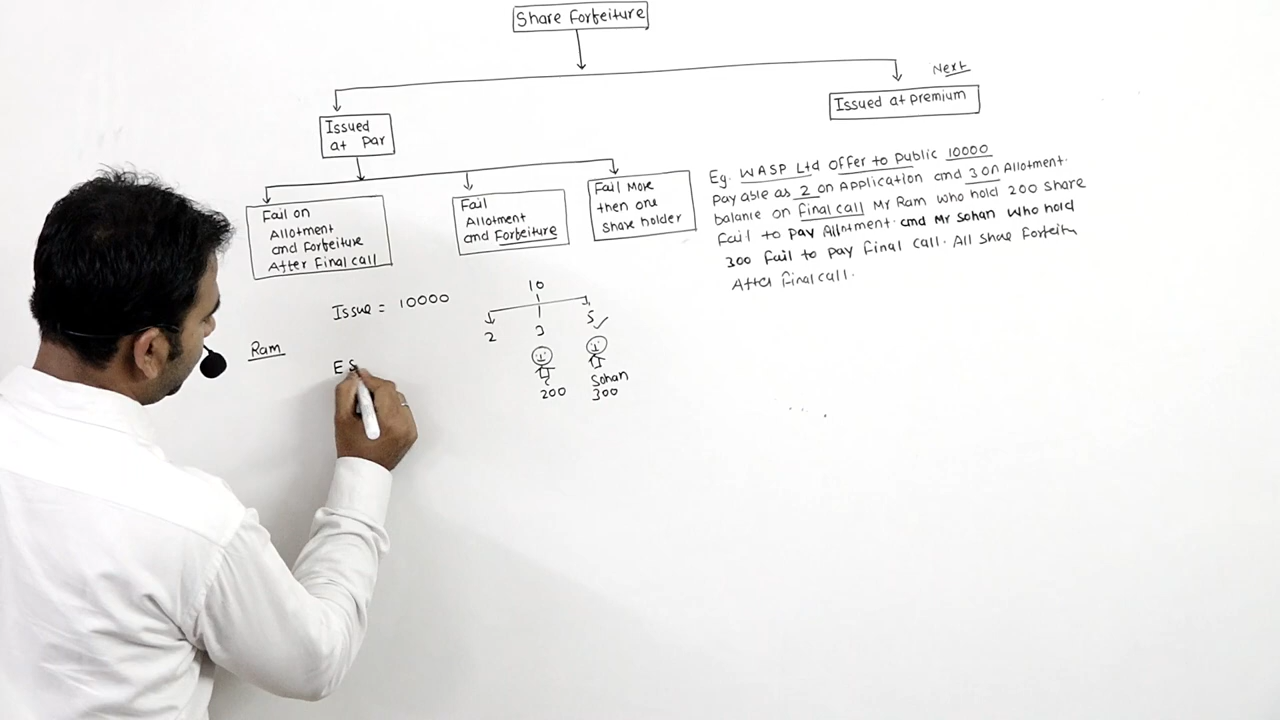 Share Forfeiture
Next
Issued at premium
Issued
at Par
Fail on
Allotment
and Forfeiture
After Final call
Fail
Allotment
and Forfeiture
Fail More
then one
share holder
Eg. WASP Ltd offer to Public 10000
Payable as 2 on Application and 3 on Allotment.
balance on final call Mr Ram who hold 200 share
Fail to pay Allotment. and Mr Sohan who hold
300 fail to pay final call. All share Forfeity
After final call.
Issue = 10000
10
2
3
5
Ram
ES
200
Sohan
300